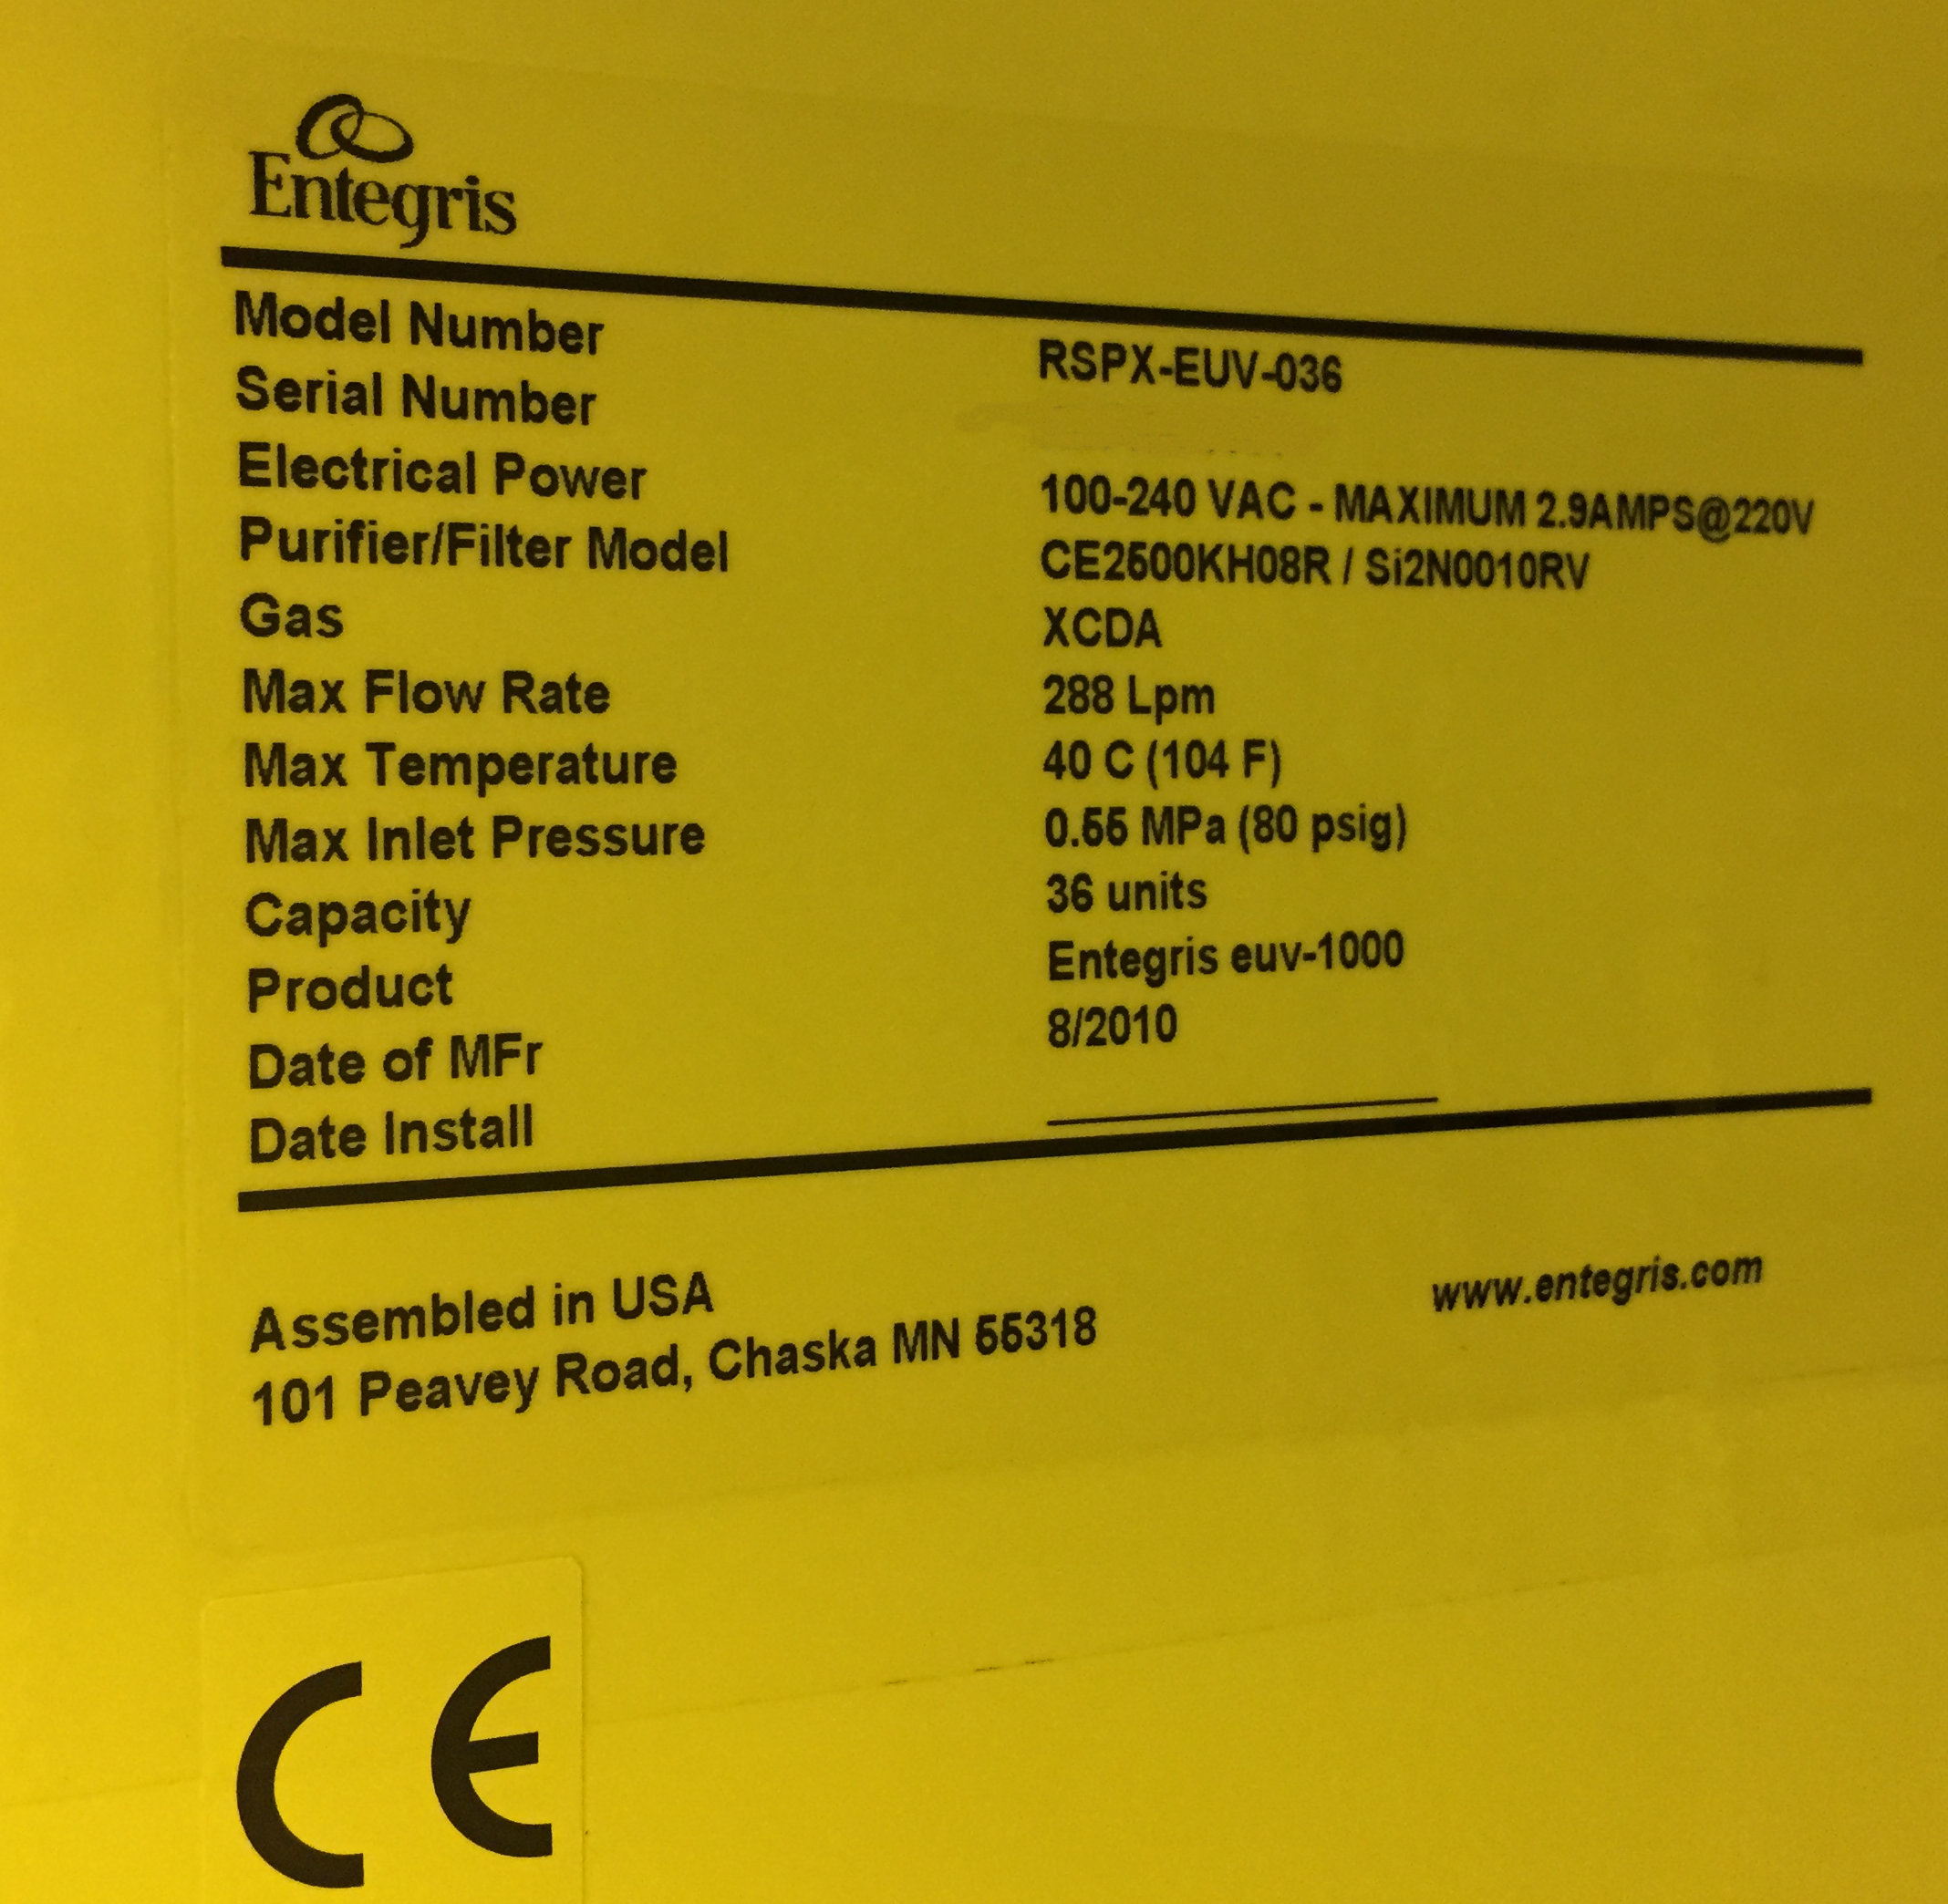 Entegris
Model Number RSPX-EUV-036
Serial Number
Electrical Power 100-240 VAC - MAXIMUM 2.9AMPS@220V
Purifier/Filter Model CE2500KH08R / Si2N0010RV
Gas XCDA
Max Flow Rate 288 Lpm
Max Temperature 40 C (104 F)
Max Inlet Pressure 0.55 MPa (80 psig)
Capacity 36 units
Product Entegris euv-1000
Date of MFr 8/2010
Date Install
Assembled in USA
www.entegris.com
101 Peavey Road, Chaska MN 55318
CE